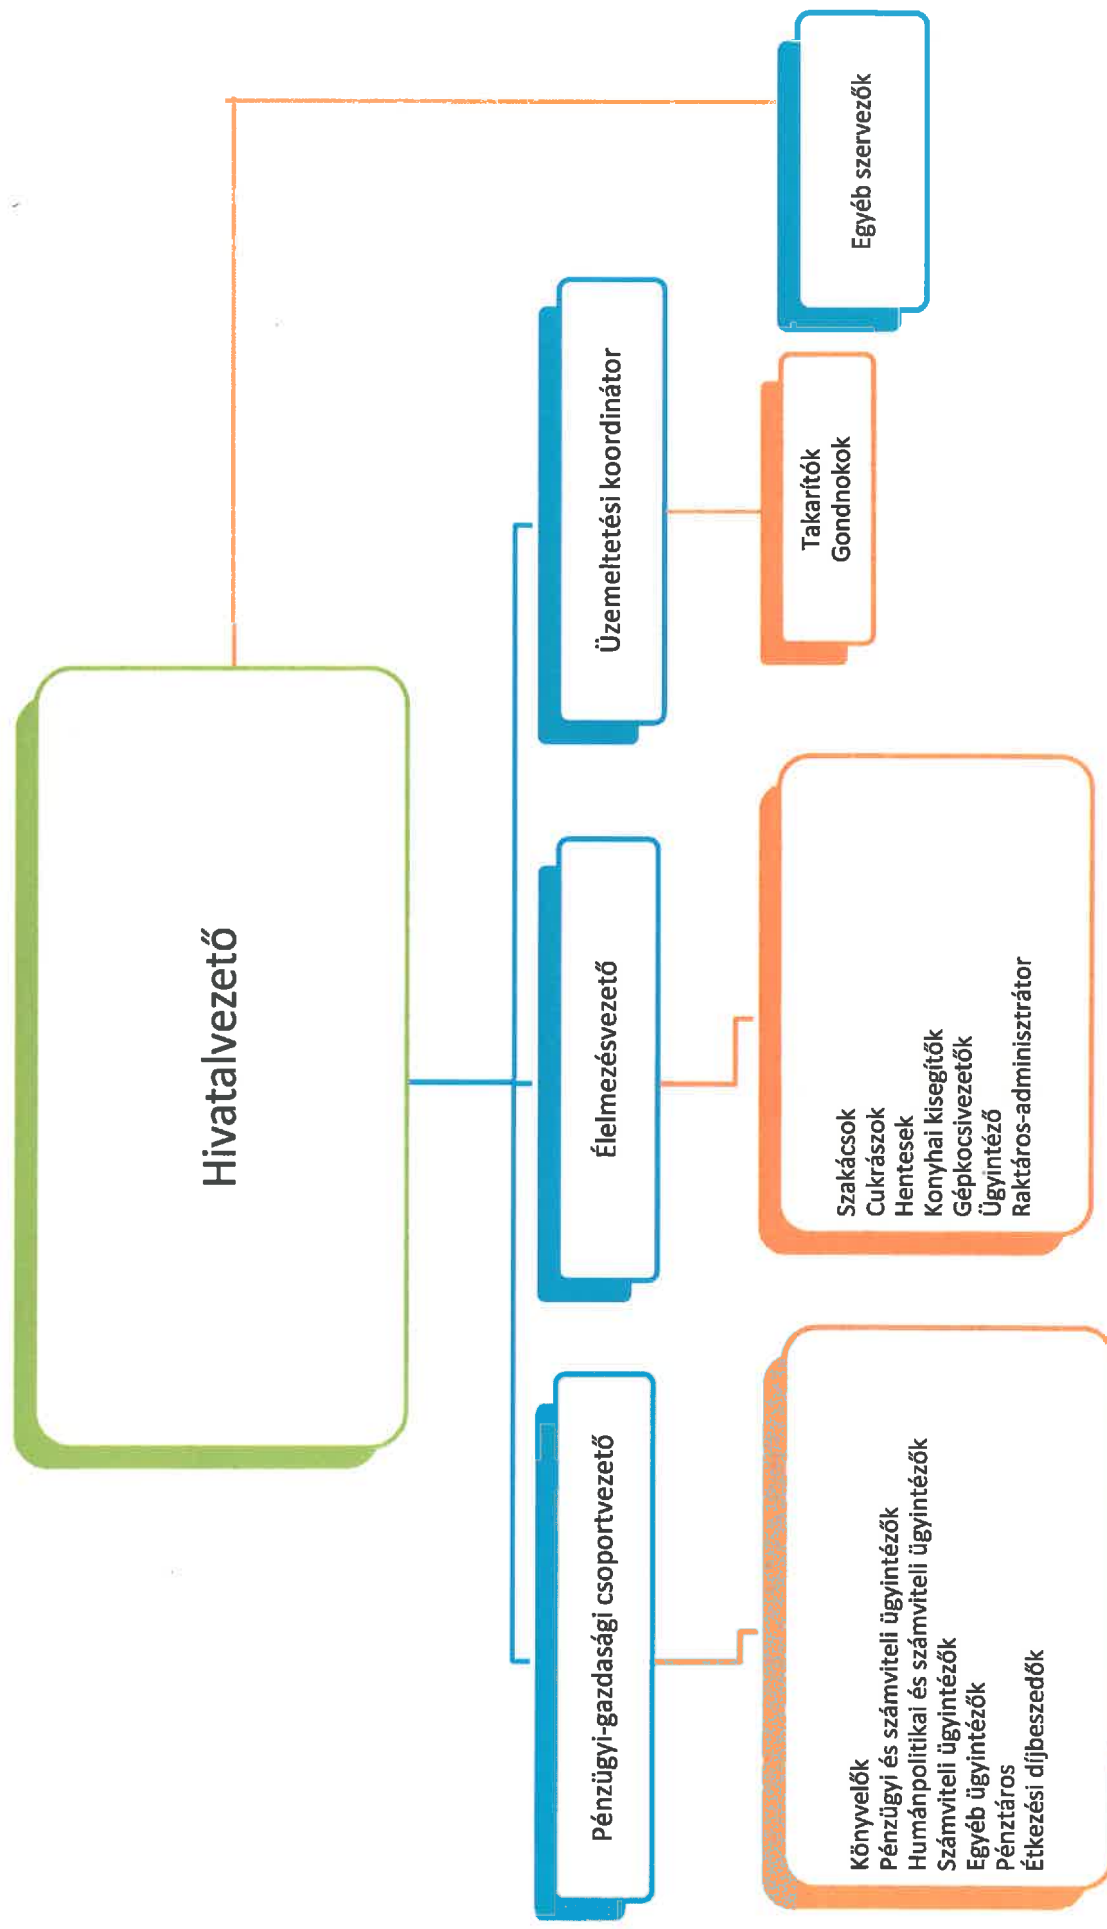 Hivatalvezető
Pénzügyi-gazdasági csoportvezető
Élelmezésvezető
Üzemeltetési koordinátor
Egyéb szervezők
Könyvelők
Pénzügyi és számviteli ügyintézők
Humánpolitikai és számviteli ügyintézők
Számviteli ügyintézők
Egyéb ügyintézők
Pénztáros
Étkezési díjbeszedők
Szakácsok
Cukrászok
Hentesek
Konyhai kisegítők
Gépkocsivezetők
Ügyintéző
Raktáros-adminisztrátor
Takarítók
Gondnokok